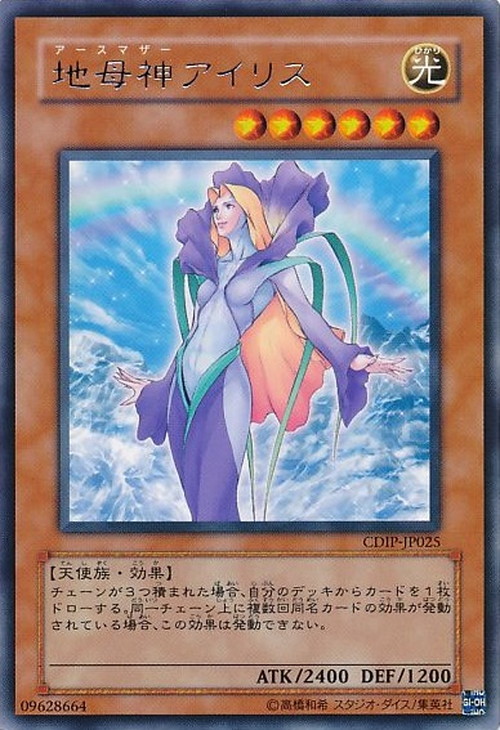 アースマザー
地母神アイリス
ひかり
光
CDIP-JP025
【天使族・効果】
チェーンが3つ積まれた場合、自分のデッキからカードを1枚
ドローする。同一チェーン上に複数回同名カードの効果が発動
されている場合、この効果は発動できない。
ATK/2400 DEF/1200
09628664
©高橋和希 スタジオ・ダイス/集英社